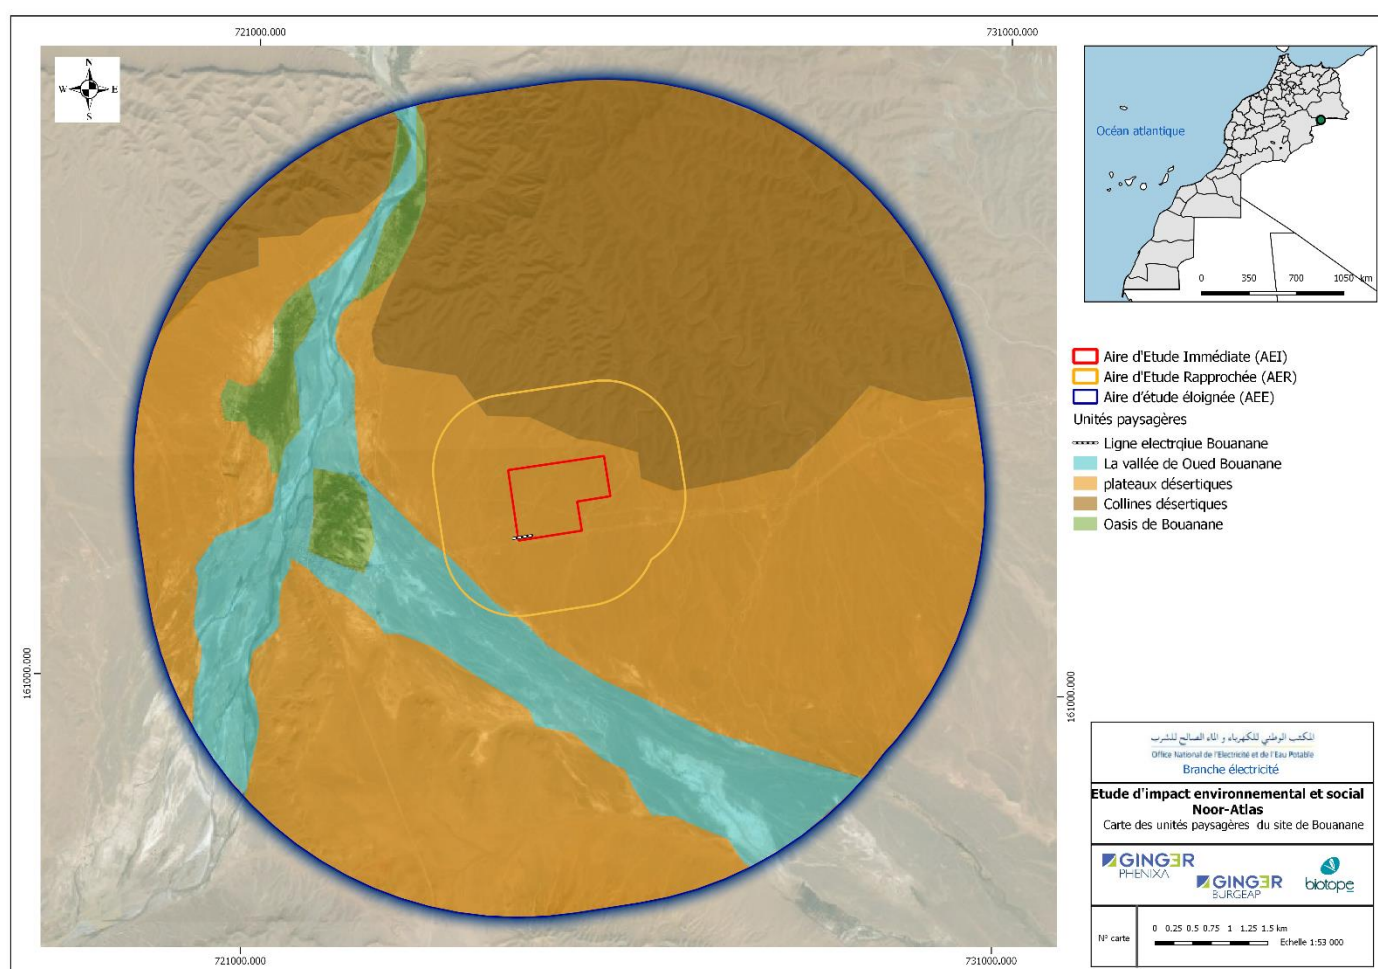 721000.000
731000.000
N
W
E
S
Océan atlantique
0 350 700 1050 km
Aire d'Etude Immédiate (AEI)
Aire d'Etude Rapprochée (AER)
Aire d'étude éloignée (AEE)
Unités paysagères
Ligne electrqiue Bouanane
La vallée de Oued Bouanane
plateaux désertiques
Collines désertiques
Oasis de Bouanane
161000.000
161000.000
المكتب الوطني للكهرباء و الماء الصالح للشرب
Office National de l'Electricité et de l'Eau Potable
Branche électricité
Etude d'impact environnemental et social
Noor-Atlas
Carte des unités paysagères du site de Bouanane
GINGER
PHENIXA
GINGER
BURGEAP
biotope
N° carte
0 0.25 0.5 0.75 1 1.25 1.5 km
Echelle 1:53 000
721000.000
731000.000